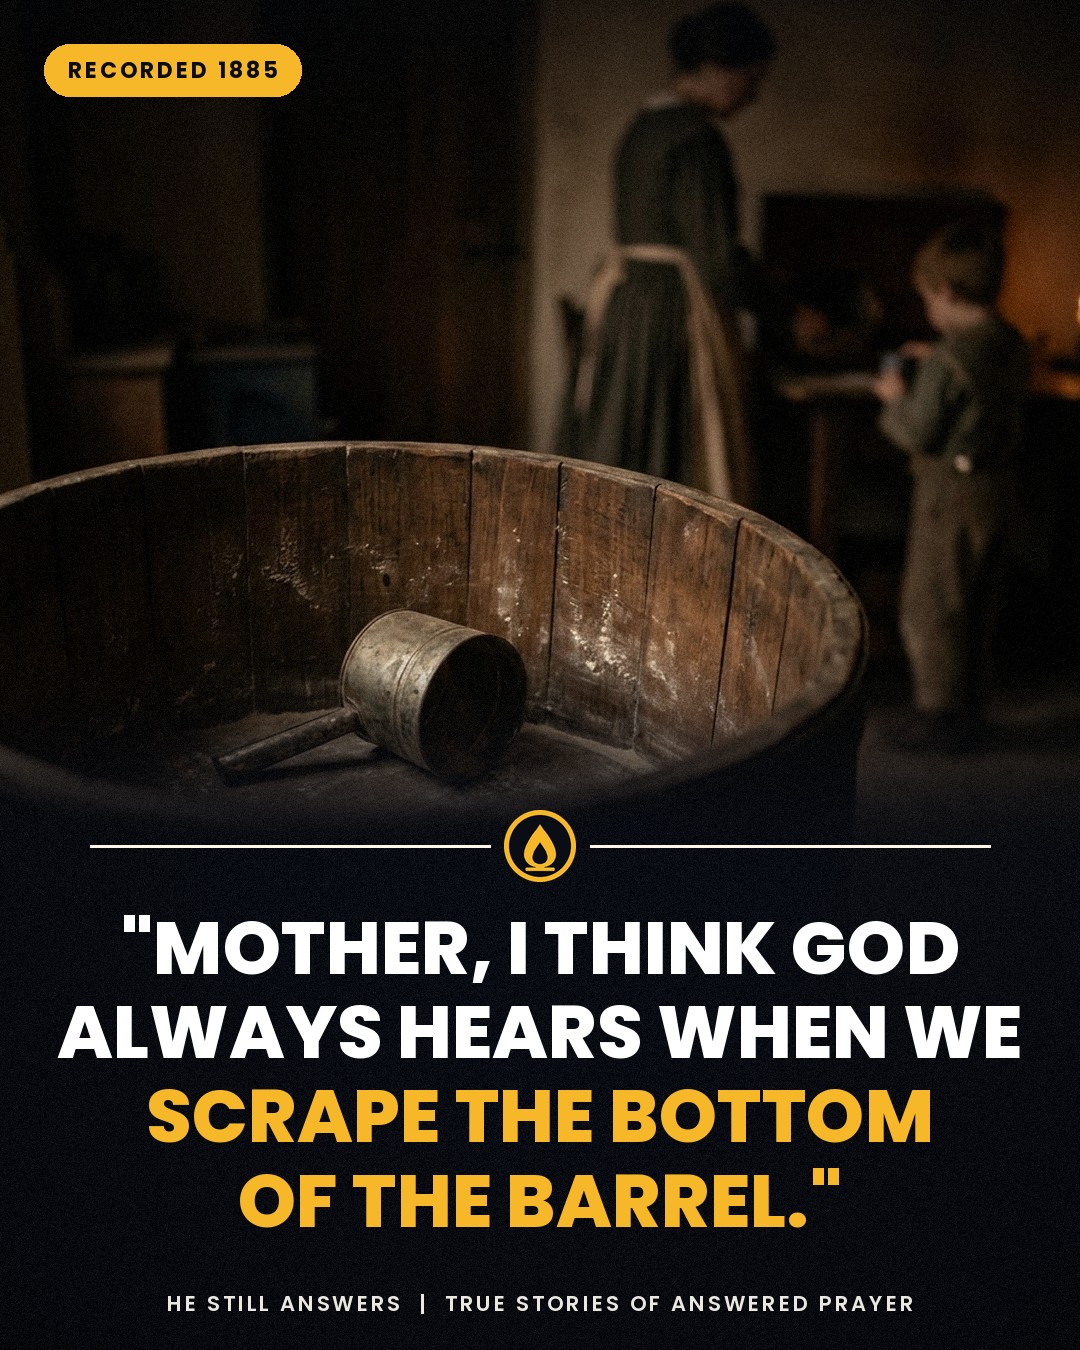 RECORDED 1885
"MOTHER, I THINK GOD
ALWAYS HEARS WHEN WE
SCRAPE THE BOTTOM
OF THE BARREL."
HE STILL ANSWERS | TRUE STORIES OF ANSWERED PRAYER